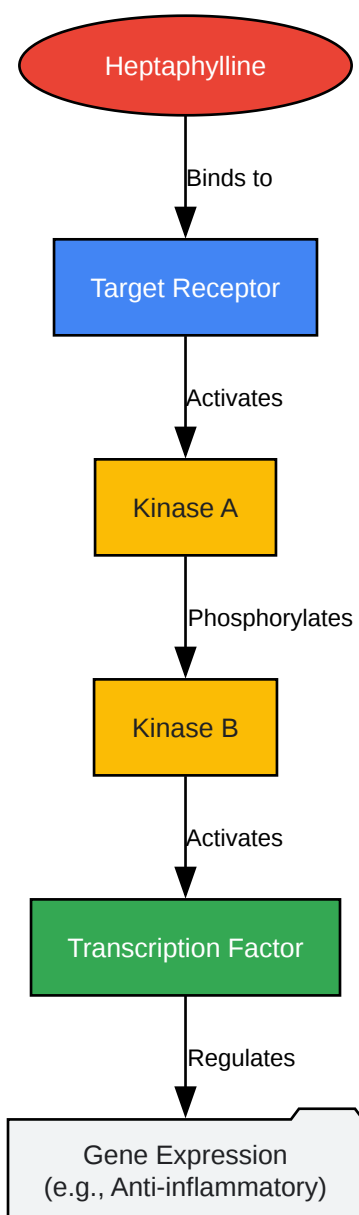 Heptaphylline
Binds to
Target Receptor
Activates
Kinase A
Phosphorylates
Kinase B
Activates
Transcription Factor
Regulates
Gene Expression
(e.g., Anti-inflammatory)